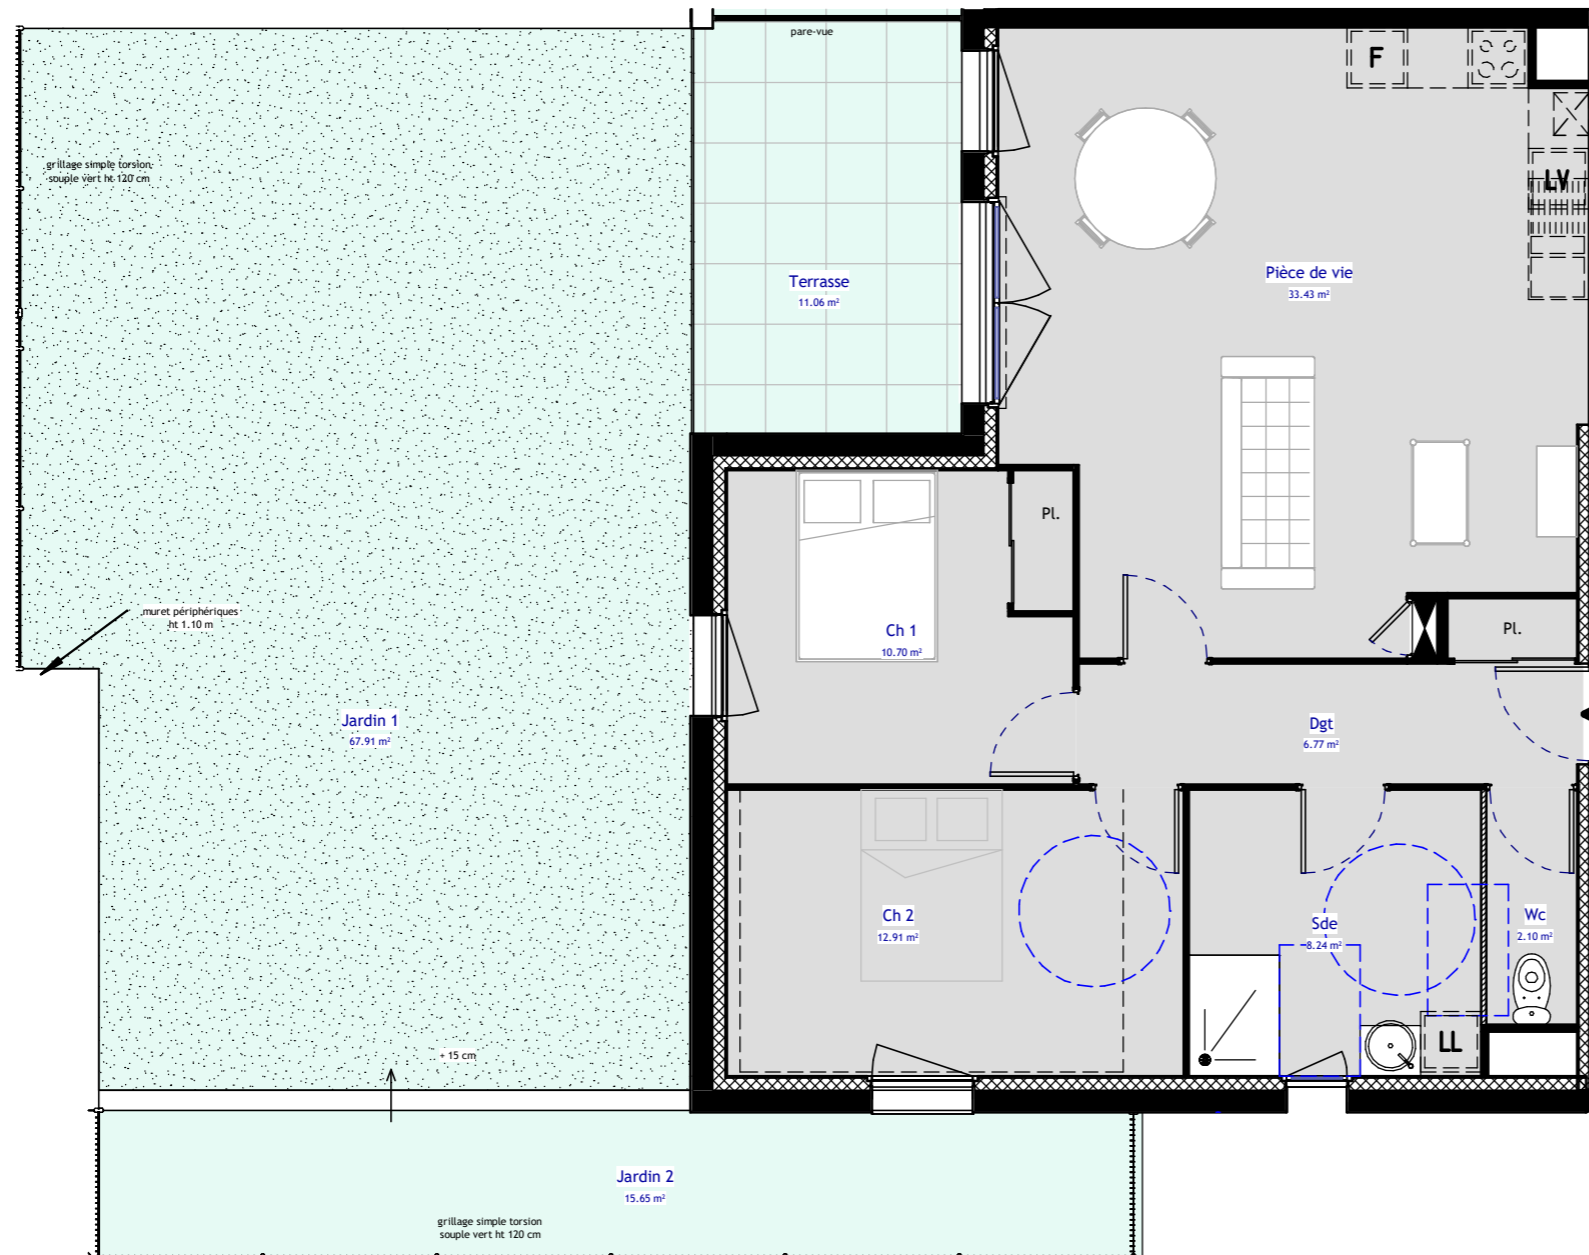 pare-vue
F
grillage simple torsion
souple vert ht 120 cm
LV
Terrasse
11.06 m²
Pièce de vie
33.43 m²
Pl.
muret périphériques
ht 1.10 m
Ch 1
10.70 m²
Pl.
Jardin 1
67.91 m²
Dgt
6.77 m²
Ch 2
12.91 m²
Sde
8.24 m²
Wc
2.10 m²
LL
+ 15 cm
Jardin 2
15.65 m²
grillage simple torsion
souple vert ht 120 cm